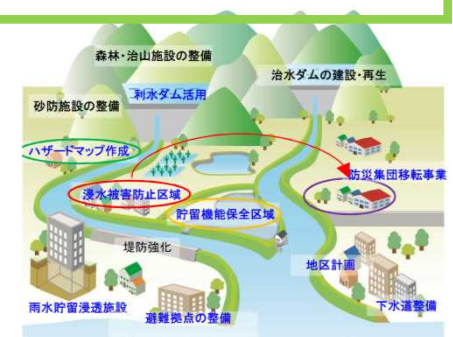 森林・治山施設の整備
利水ダム活用
治水ダムの建設・再生
砂防施設の整備
ハザードマップ作成
防災集団移転事業
浸水被害防止区域
貯留機能保全区域
堤防強化
地区計画
雨水貯留浸透施設
避難拠点の整備
下水道整備